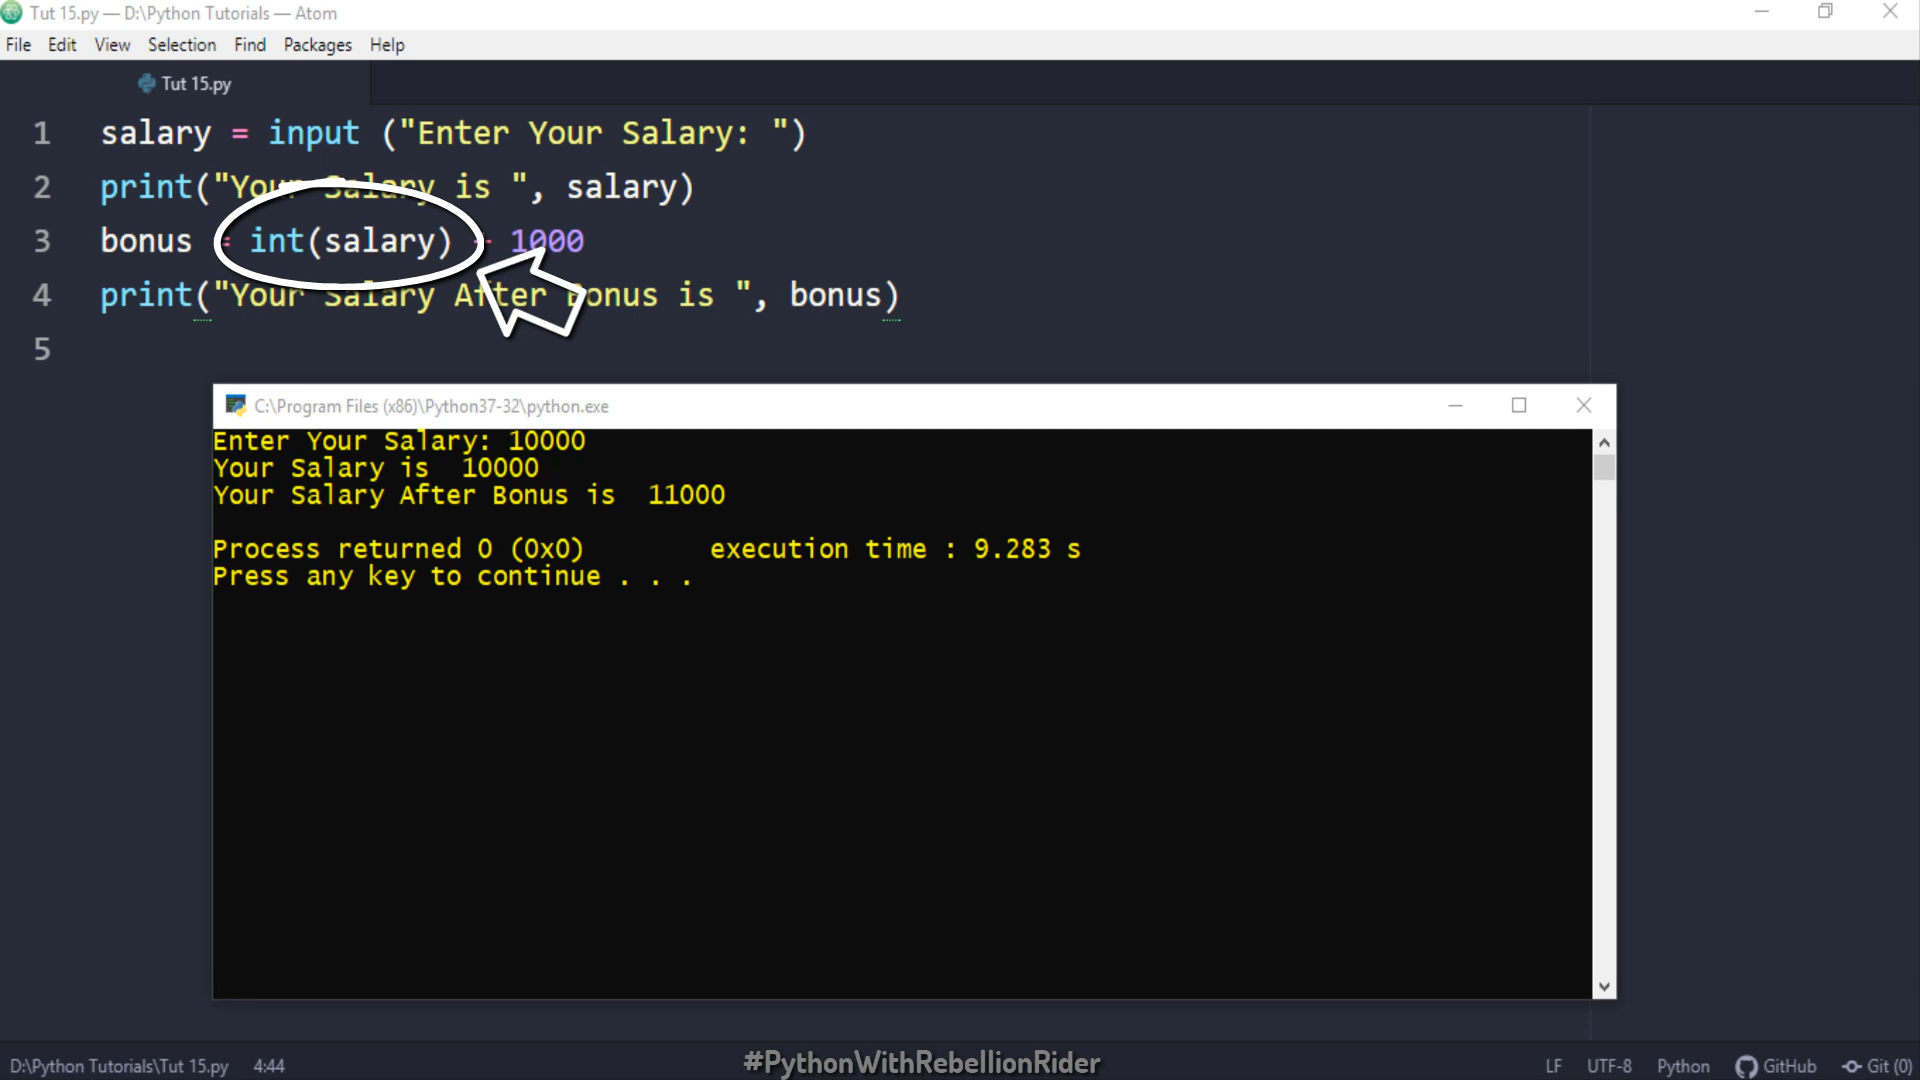 Tut 15.py — D:\Python Tutorials — Atom
File Edit View Selection Find Packages Help
Tut 15.py
1 salary = input ("Enter Your Salary: ")
2 print("Your Salary is ", salary)
3 bonus = int(salary) + 1000
4 print("Your Salary After Bonus is ", bonus)
5
C:\Program Files (x86)\Python37-32\python.exe
Enter Your Salary: 10000
Your Salary is  10000
Your Salary After Bonus is  11000
Process returned 0 (0x0) execution time : 9.283 s
Press any key to continue . . .
D:\Python Tutorials\Tut 15.py 4:44 #PythonWithRebellionRider LF UTF-8 Python GitHub Git (0)